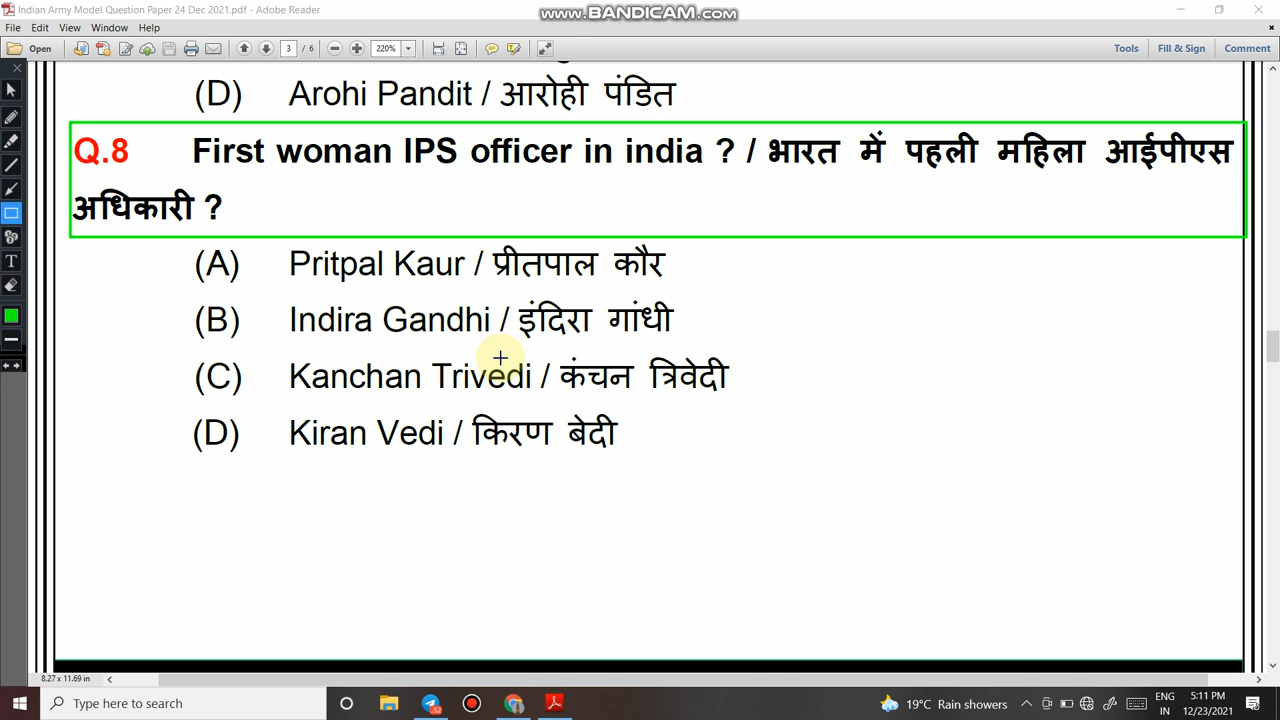 Indian Army Model Question Paper 24 Dec 2021.pdf - Adobe Reader
www.BANDICAM.com
File Edit View Window Help
Open 3 / 6 220% Tools Fill & Sign Comment
(D) Arohi Pandit / आरोही पंडित
Q.8 First woman IPS officer in india ? / भारत में पहली महिला आईपीएस
अधिकारी ?
(A) Pritpal Kaur / प्रीतपाल कौर
(B) Indira Gandhi / इंदिरा गांधी
(C) Kanchan Trivedi / कंचन त्रिवेदी
(D) Kiran Vedi / किरण बेदी
8.27 x 11.69 in
Type here to search
19°C Rain showers
ENG
IN
5:11 PM
12/23/2021